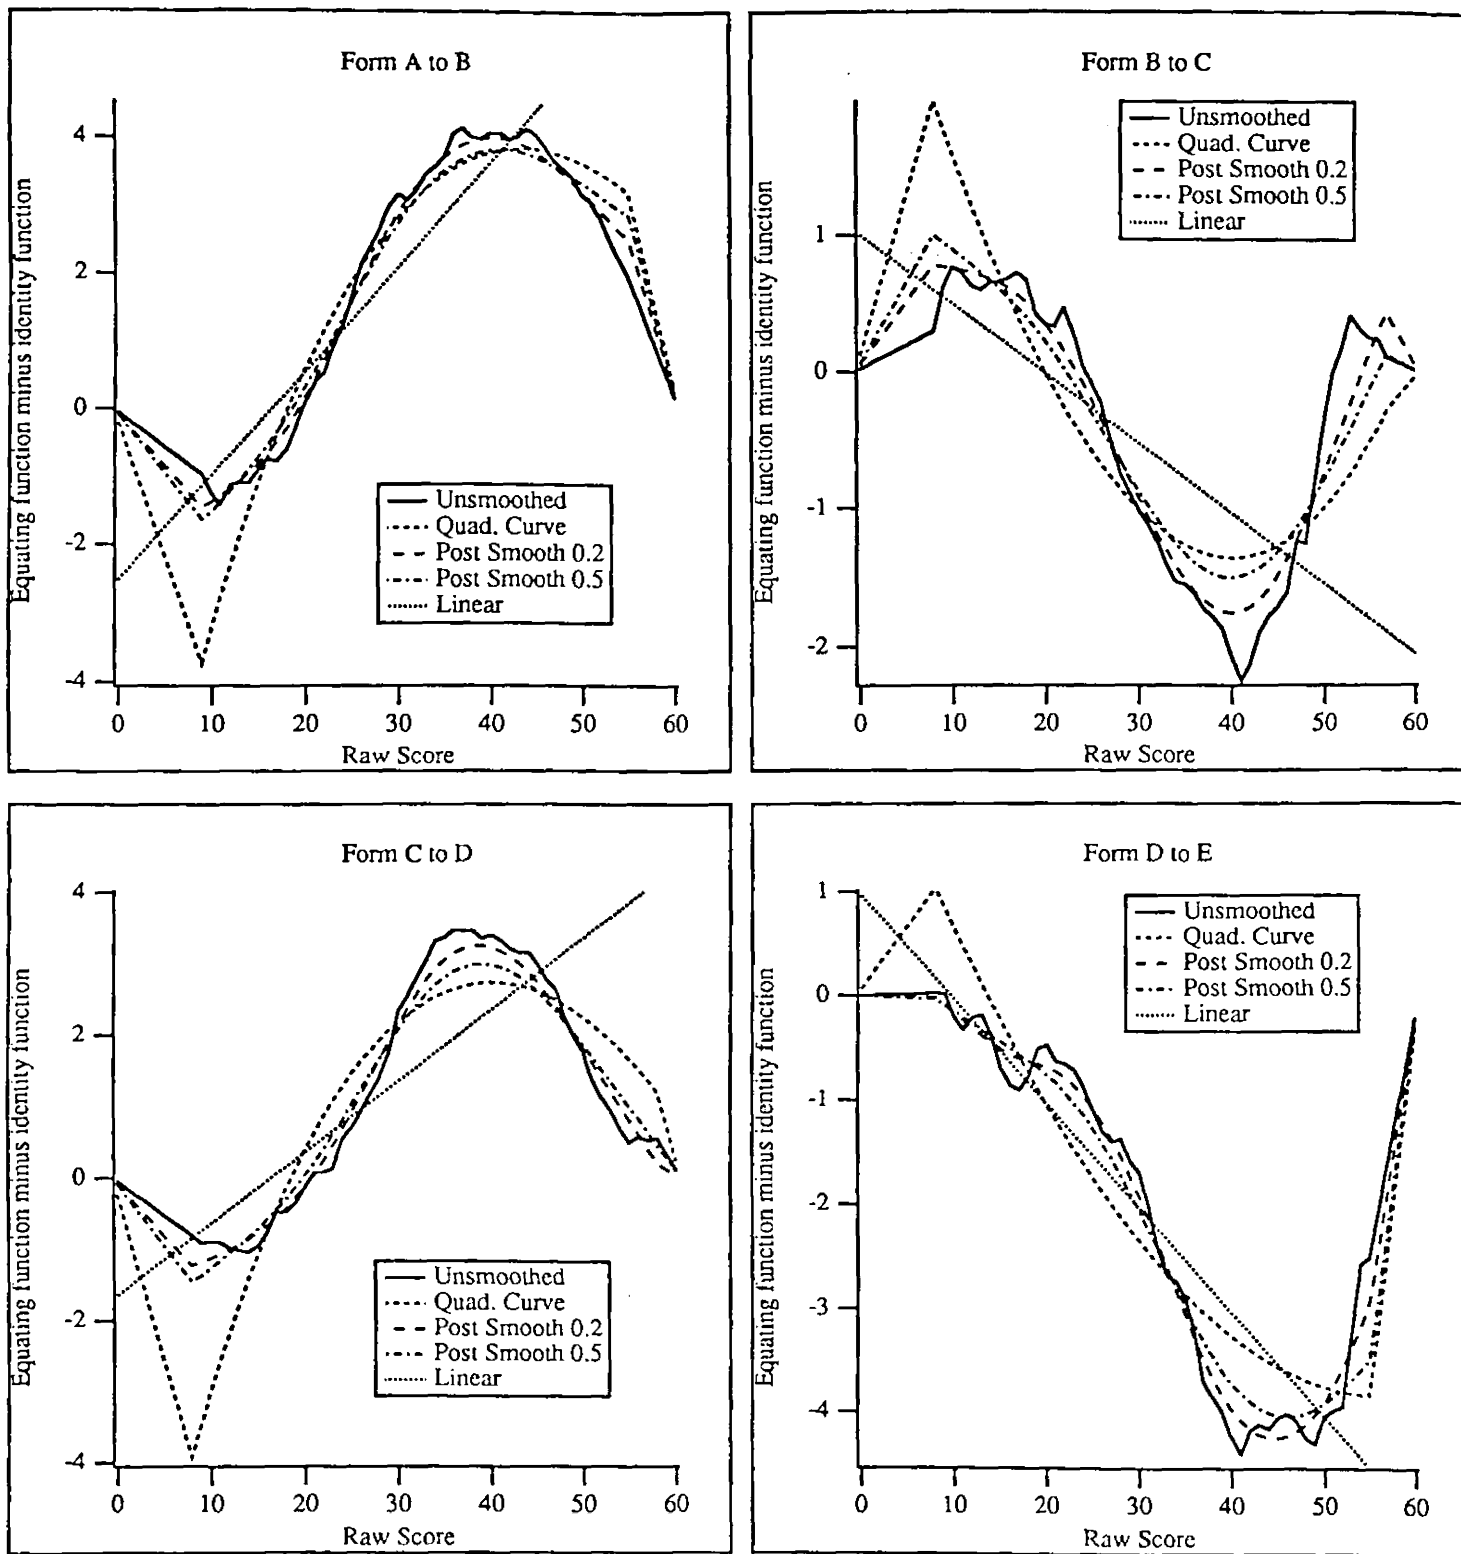 Form A to B
Equating function minus identity function
4
2
0
-2
-4
Unsmoothed
Quad. Curve
Post Smooth 0.2
Post Smooth 0.5
Linear
0 10 20 30 40 50 60
Raw Score
Form B to C
Equating function minus identity function
1
0
-1
-2
Unsmoothed
Quad. Curve
Post Smooth 0.2
Post Smooth 0.5
Linear
0 10 20 30 40 50 60
Raw Score
Form C to D
Equating function minus identity function
4
2
0
-2
-4
Unsmoothed
Quad. Curve
Post Smooth 0.2
Post Smooth 0.5
Linear
0 10 20 30 40 50 60
Raw Score
Form D to E
Equating function minus identity function
1
0
-1
-2
-3
-4
Unsmoothed
Quad. Curve
Post Smooth 0.2
Post Smooth 0.5
Linear
0 10 20 30 40 50 60
Raw Score